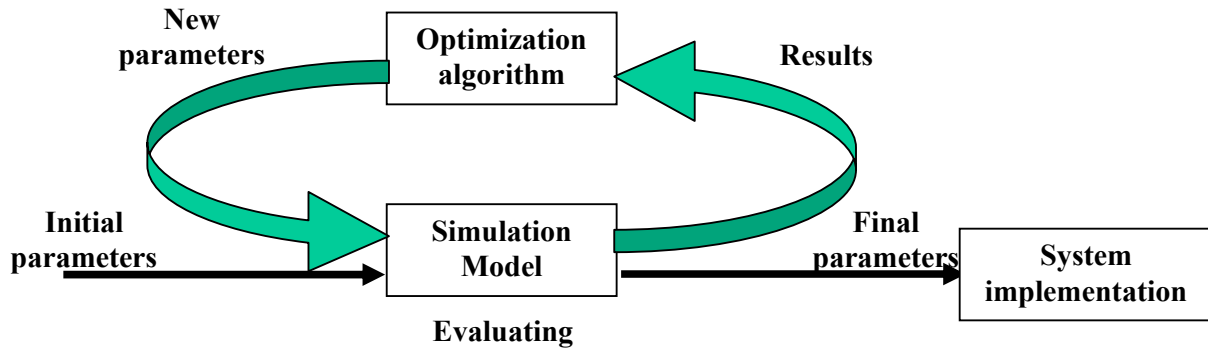 New
parameters
Optimization
algorithm
Results
Initial
parameters
Simulation
Model
Final
parameters
System
implementation
Evaluating